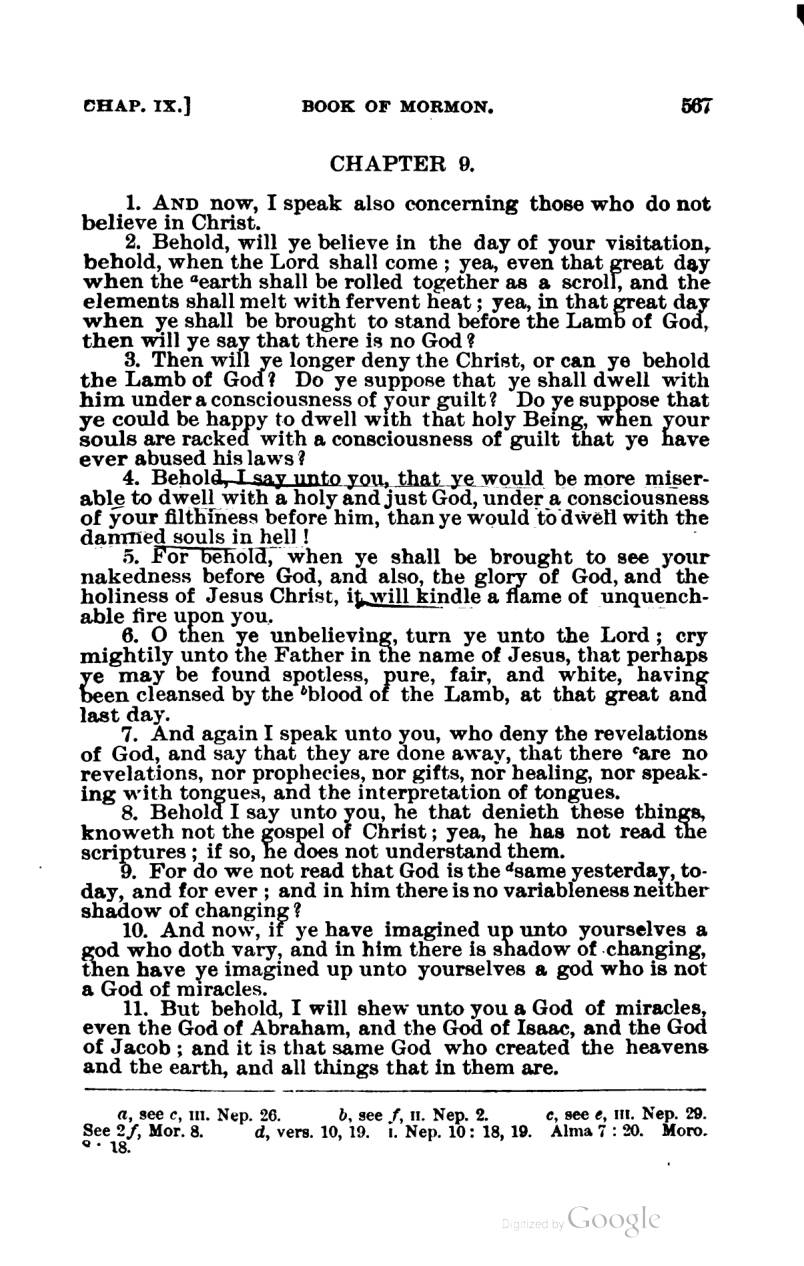 CHAP. IX.] BOOK OF MORMON. 567
CHAPTER 9.
1. AND now, I speak also concerning those who do not
believe in Christ.
2. Behold, will ye believe in the day of your visitation,
behold, when the Lord shall come ; yea, even that great day
when the ᵃearth shall be rolled together as a scroll, and the
elements shall melt with fervent heat ; yea, in that great day
when ye shall be brought to stand before the Lamb of God,
then will ye say that there is no God ?
3. Then will ye longer deny the Christ, or can ye behold
the Lamb of God ? Do ye suppose that ye shall dwell with
him under a consciousness of your guilt ? Do ye suppose that
ye could be happy to dwell with that holy Being, when your
souls are racked with a consciousness of guilt that ye have
ever abused his laws ?
4. Behold, I say unto you, that ye would be more miser-
able to dwell with a holy and just God, under a consciousness
of your filthiness before him, than ye would to dwell with the
damned souls in hell !
5. For behold, when ye shall be brought to see your
nakedness before God, and also, the glory of God, and the
holiness of Jesus Christ, it will kindle a flame of unquench-
able fire upon you.
6. O then ye unbelieving, turn ye unto the Lord ; cry
mightily unto the Father in the name of Jesus, that perhaps
ye may be found spotless, pure, fair, and white, having
been cleansed by the ᵇblood of the Lamb, at that great and
last day.
7. And again I speak unto you, who deny the revelations
of God, and say that they are done away, that there ᶜare no
revelations, nor prophecies, nor gifts, nor healing, nor speak-
ing with tongues, and the interpretation of tongues.
8. Behold I say unto you, he that denieth these things,
knoweth not the gospel of Christ ; yea, he has not read the
scriptures ; if so, he does not understand them.
9. For do we not read that God is the ᵈsame yesterday, to-
day, and for ever ; and in him there is no variableness neither
shadow of changing ?
10. And now, if ye have imagined up unto yourselves a
god who doth vary, and in him there is shadow of changing,
then have ye imagined up unto yourselves a god who is not
a God of miracles.
11. But behold, I will shew unto you a God of miracles,
even the God of Abraham, and the God of Isaac, and the God
of Jacob ; and it is that same God who created the heavens
and the earth, and all things that in them are.
a, see c, III. Nep. 26. b, see f, II. Nep. 2. c, see e, III. Nep. 29.
See 2f, Mor. 8. d, vers. 10, 19. I. Nep. 10 : 18, 19. Alma 7 : 20. Moro.
: 18.
Digitized by Google